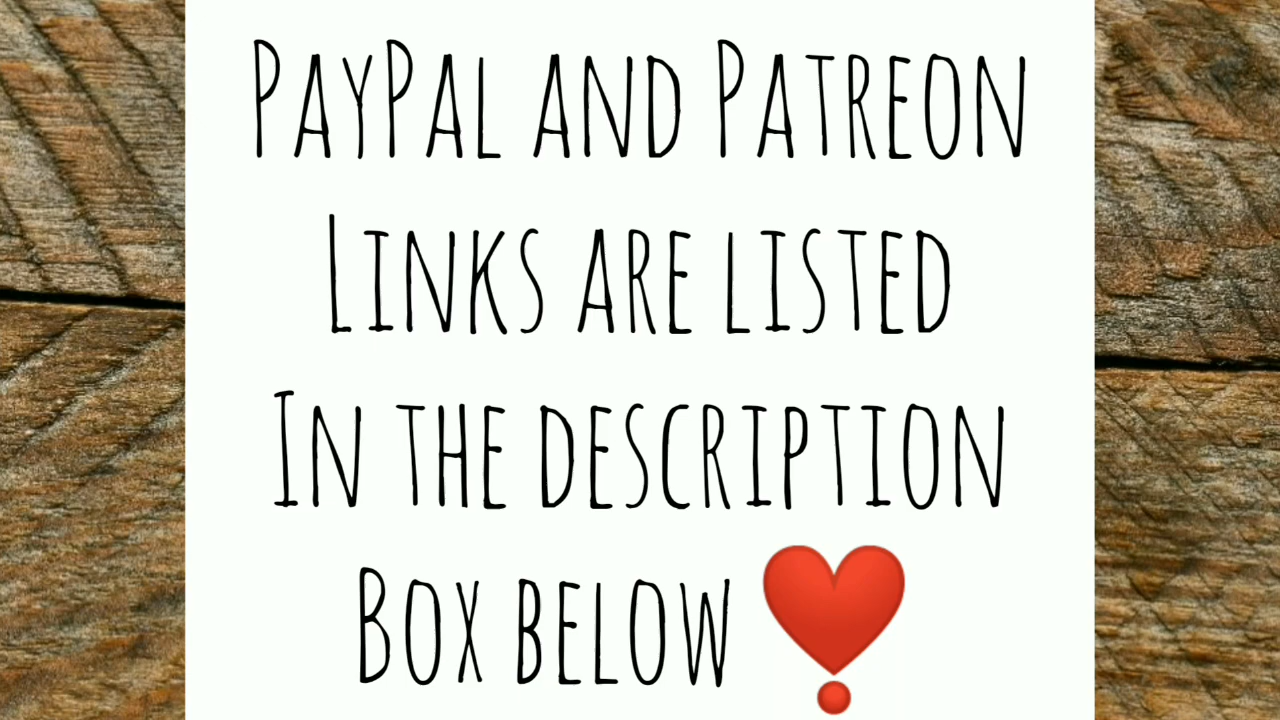 PayPal and Patreon
Links are listed
In the description
Box below ❣️